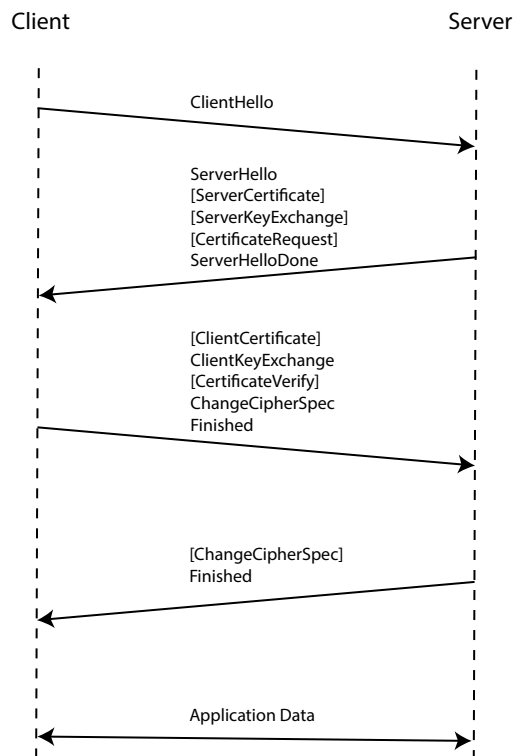 Client
Server
ClientHello
ServerHello
[ServerCertificate]
[ServerKeyExchange]
[CertificateRequest]
ServerHelloDone
[ClientCertificate]
ClientKeyExchange
[CertificateVerify]
ChangeCipherSpec
Finished
[ChangeCipherSpec]
Finished
Application Data